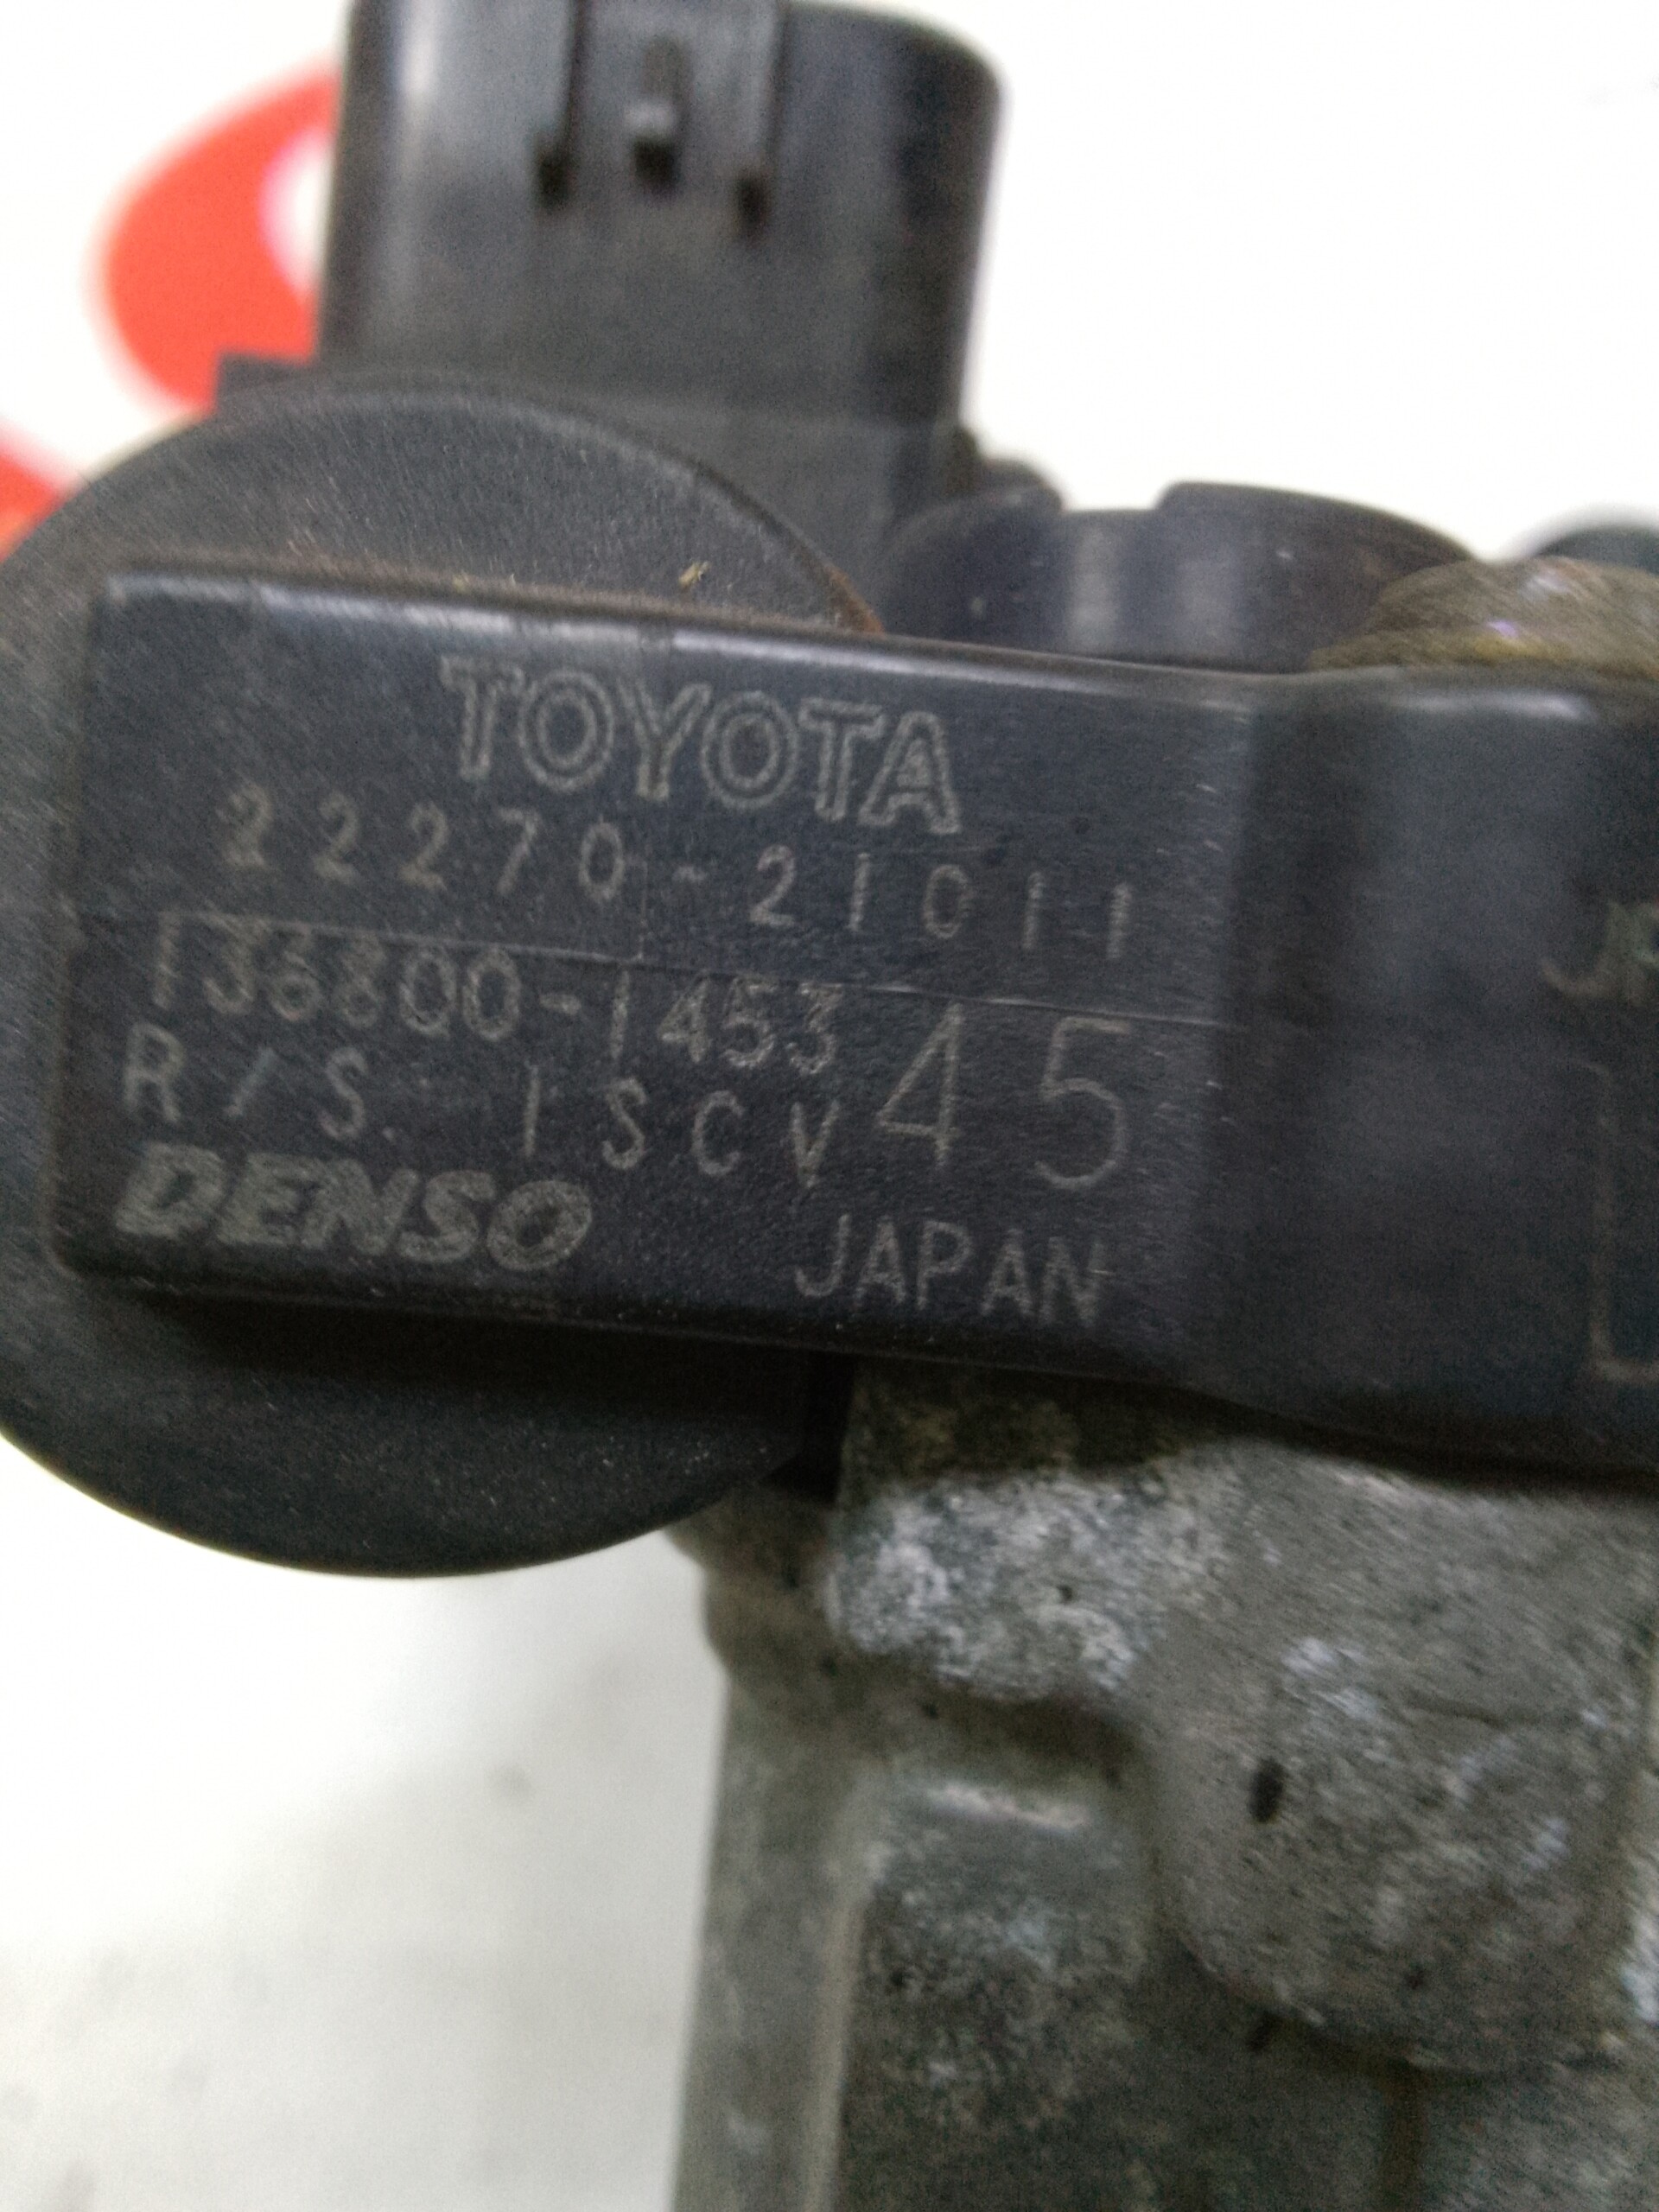 TOYOTA
22270-21011
136800-1453
45
R/S ISCV
DENSO JAPAN